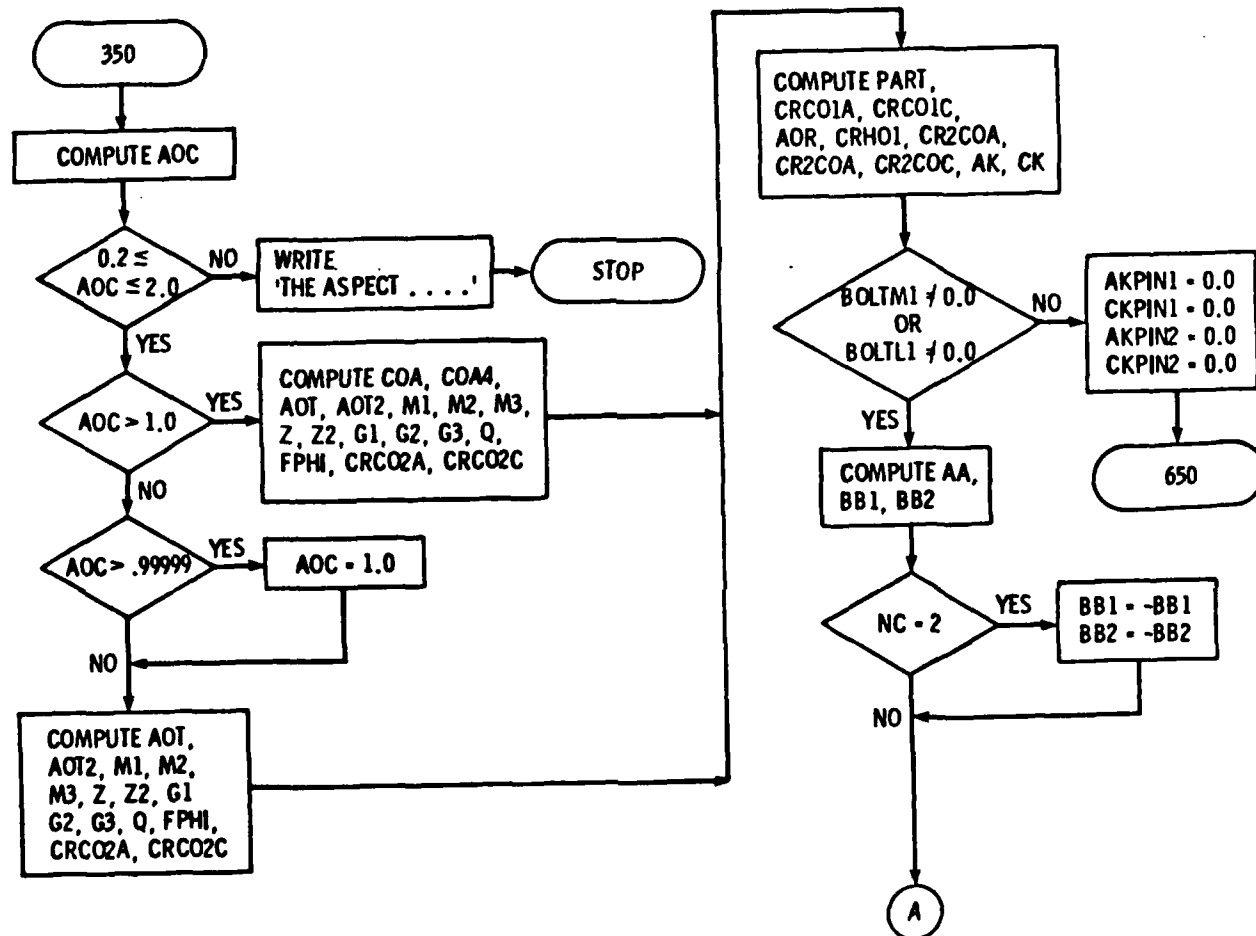 350
COMPUTE AOC
0.2 ≤
AOC ≤ 2.0
NO
WRITE
'THE ASPECT . . . .'
STOP
YES
AOC > 1.0
YES
COMPUTE COA, COA4,
AOT, AOT2, M1, M2, M3,
Z, Z2, G1, G2, G3, Q,
FPHI, CRCO2A, CRCO2C
NO
AOC > .99999
YES
AOC = 1.0
NO
COMPUTE AOT,
AOT2, M1, M2,
M3, Z, Z2, G1
G2, G3, Q, FPHI,
CRCO2A, CRCO2C
COMPUTE PART,
CRCO1A, CRCO1C,
AOR, CRHO1, CR2COA,
CR2COA, CR2COC, AK, CK
BOLTM1 ≠ 0.0
OR
BOLTL1 ≠ 0.0
NO
AKPIN1 = 0.0
CKPIN1 = 0.0
AKPIN2 = 0.0
CKPIN2 = 0.0
650
YES
COMPUTE AA,
BB1, BB2
NC = 2
YES
BB1 = -BB1
BB2 = -BB2
NO
A